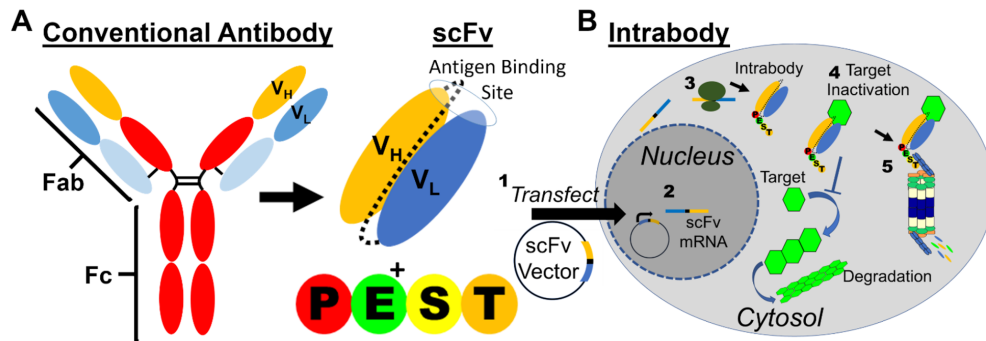 A
Conventional Antibody
scFv
B
Intrabody
VH
VL
Fab
Fc
Antigen Binding
Site
VH
VL
+
P E S T
1
Transfect
scFv
Vector
Nucleus
2
scFv
mRNA
3
Intrabody
P E S T
4 Target
Inactivation
P E S T
P E S T
5
Target
Degradation
Cytosol